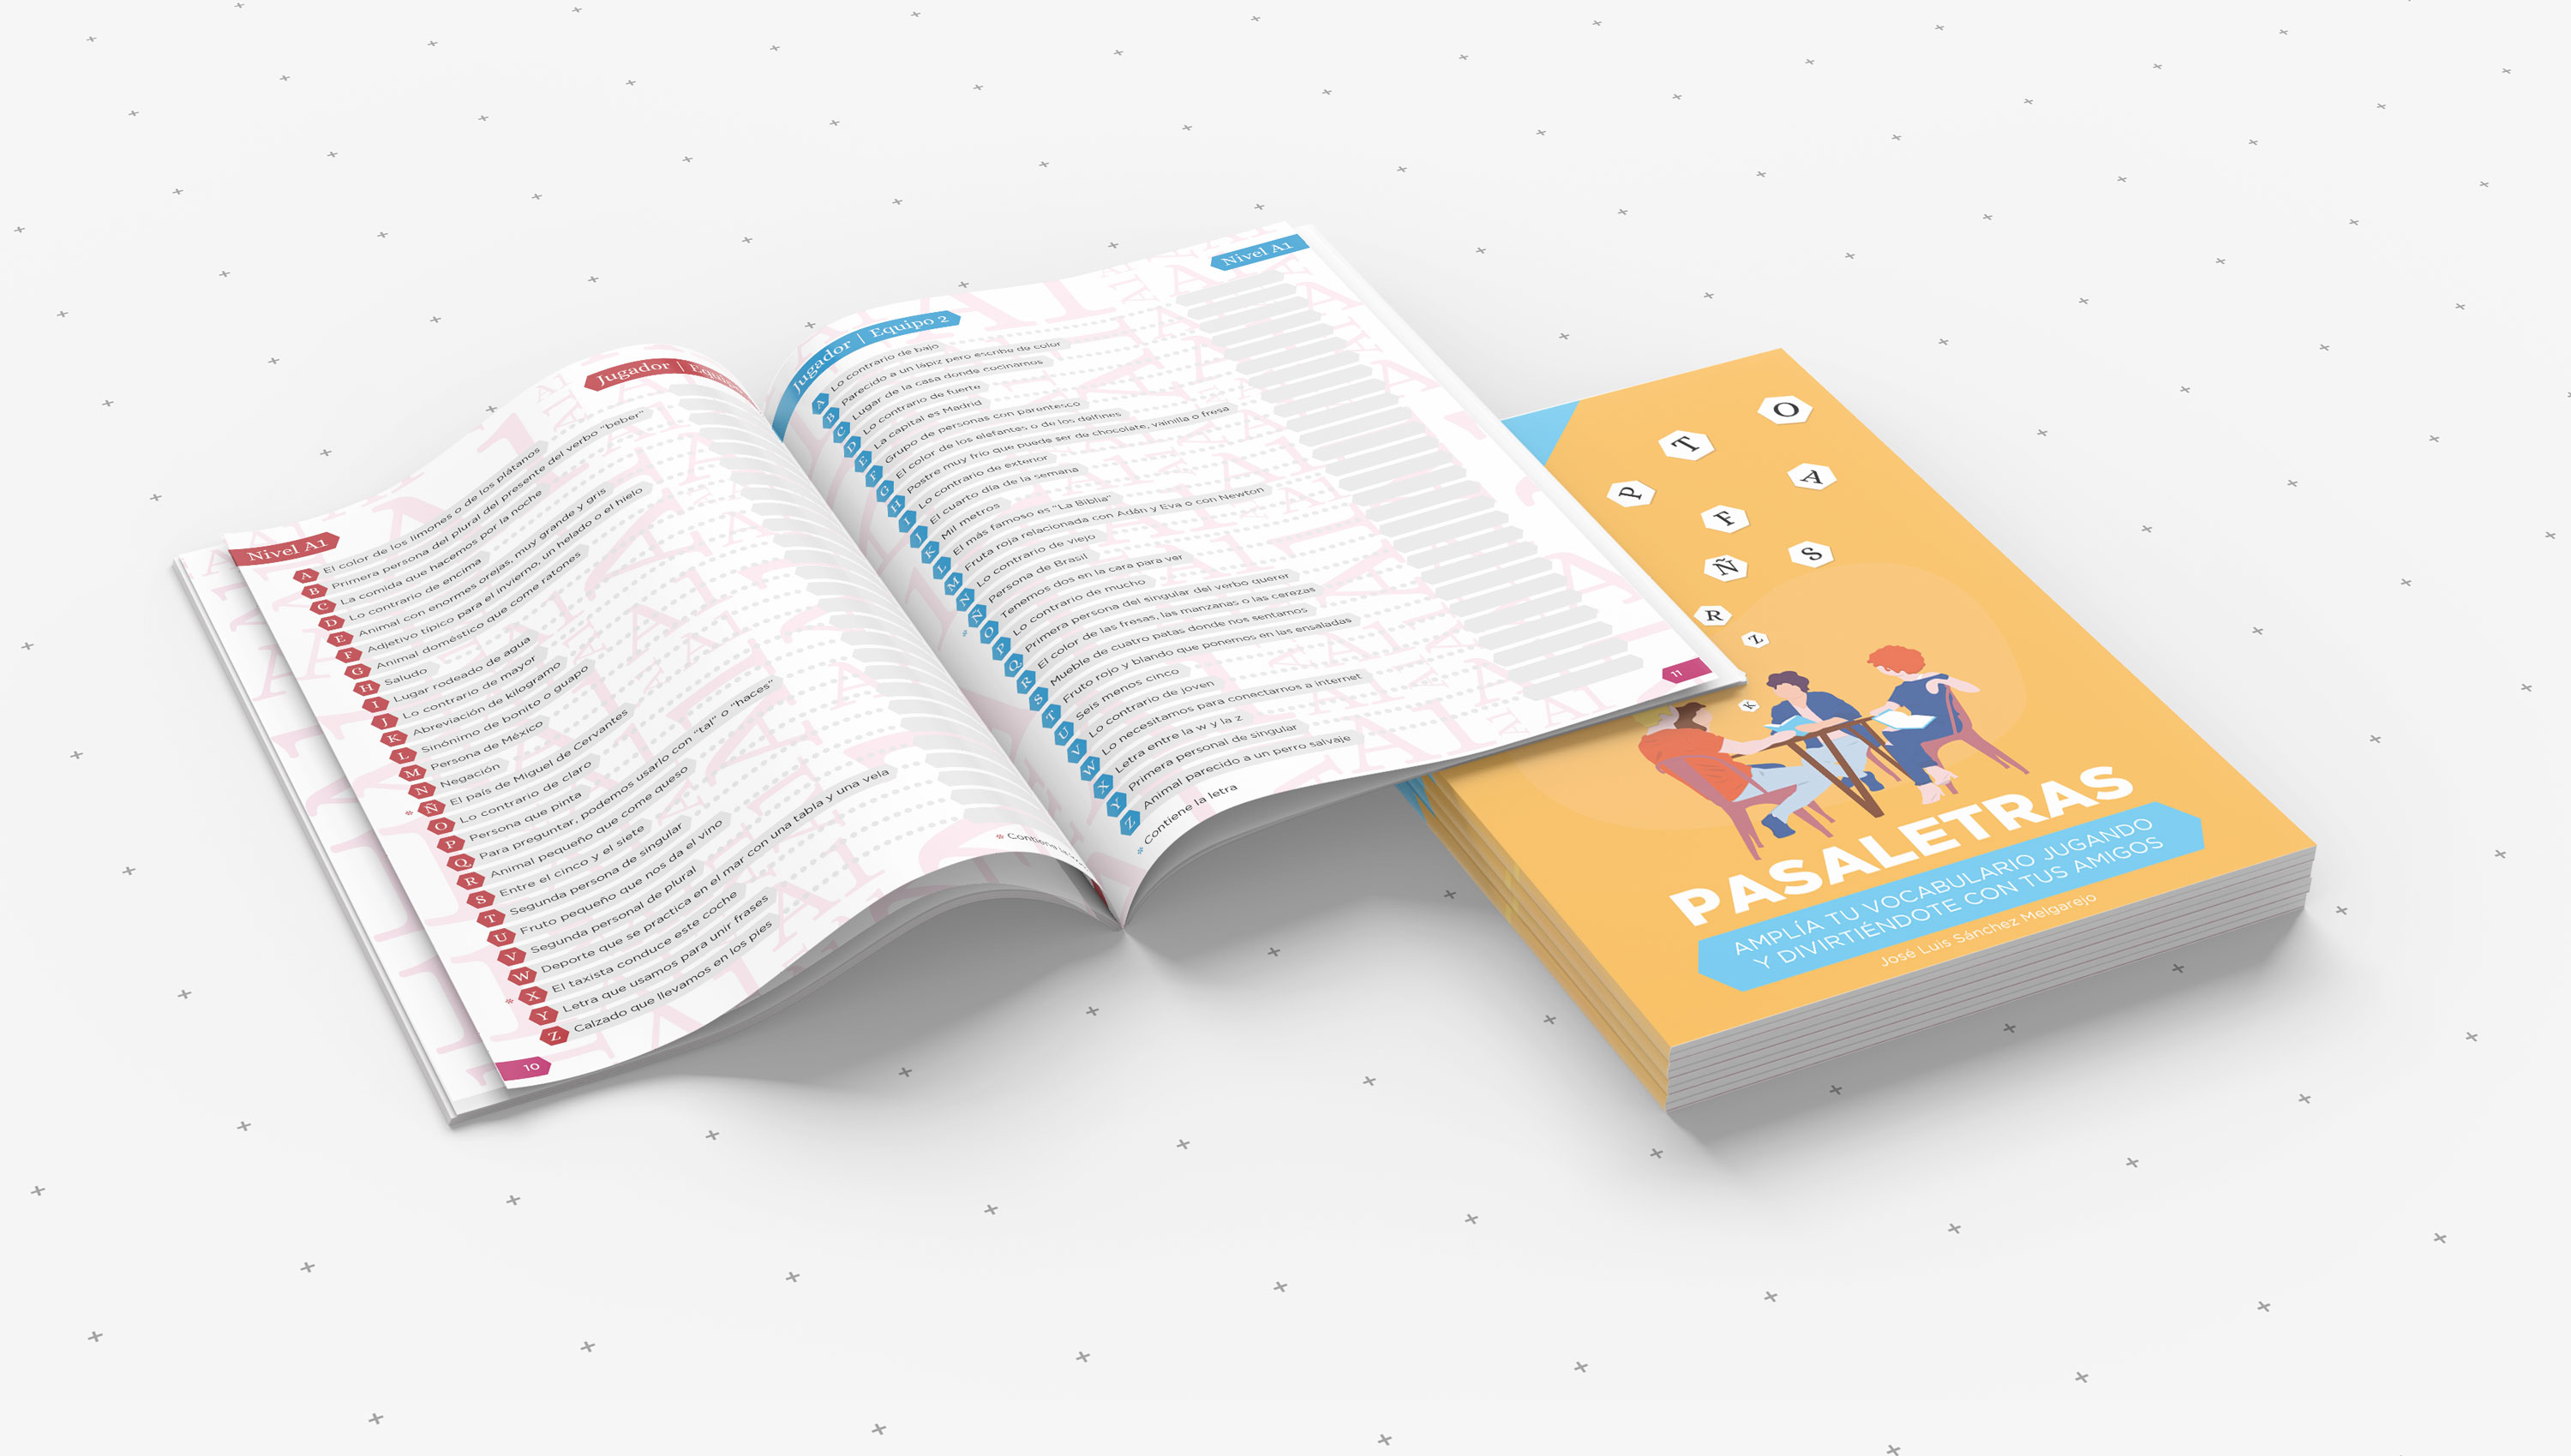 Nivel A1
Jugador | Equipo
A El color de los limones o de los plátanos
B Primera persona del plural del presente del verbo "beber"
C La comida que hacemos por la noche
D Lo contrario de encima
E Animal con enormes orejas, muy grande y gris
F Adjetivo típico para el invierno, un helado o el hielo
G Animal doméstico que come ratones
H Saludo
I Lugar rodeado de agua
J Lo contrario de mayor
K Abreviación de kilogramo
L Sinónimo de bonito o guapo
M Persona de México
N Negación
* Ñ El país de Miguel de Cervantes
O Lo contrario de claro
P Persona que pinta
Q Para preguntar, podemos usarlo con "tal" o "haces"
R Animal pequeño que come queso
S Entre el cinco y el siete
T Segunda persona de singular
U Fruto pequeño que nos da el vino
V Segunda personal de plural
W Deporte que se practica en el mar con una tabla y una vela
* X El taxista conduce este coche
Y Letra que usamos para unir frases
Z Calzado que llevamos en los pies
* Contiene
10
Jugador | Equipo 2
Nivel A1
A Lo contrario de bajo
B Parecido a un lápiz pero escribe de color
C Lugar de la casa donde cocinamos
D Lo contrario de fuerte
E La capital es Madrid
F Grupo de personas con parentesco
G El color de los elefantes o de los delfines
H Postre muy frío que puede ser de chocolate, vainilla o fresa
I Lo contrario de exterior
J El cuarto día de la semana
K Mil metros
L El más famoso es "La Biblia"
M Fruta roja relacionada con Adán y Eva o con Newton
N Lo contrario de viejo
* Ñ Persona de Brasil
O Tenemos dos en la cara para ver
P Lo contrario de mucho
Q Primera persona del singular del verbo querer
R El color de las fresas, las manzanas o las cerezas
S Mueble de cuatro patas donde nos sentamos
T Fruto rojo y blando que ponemos en las ensaladas
U Seis menos cinco
V Lo contrario de joven
W Lo necesitamos para conectarnos a internet
X Letra entre la w y la z
Y Primera personal de singular
Z Animal parecido a un perro salvaje
* Contiene la letra
11
O
T
A
P
F
S
Ñ
R
Z
K
PASALETRAS
AMPLÍA TU VOCABULARIO JUGANDO
Y DIVIRTIÉNDOTE CON TUS AMIGOS
José Luis Sánchez Melgarejo